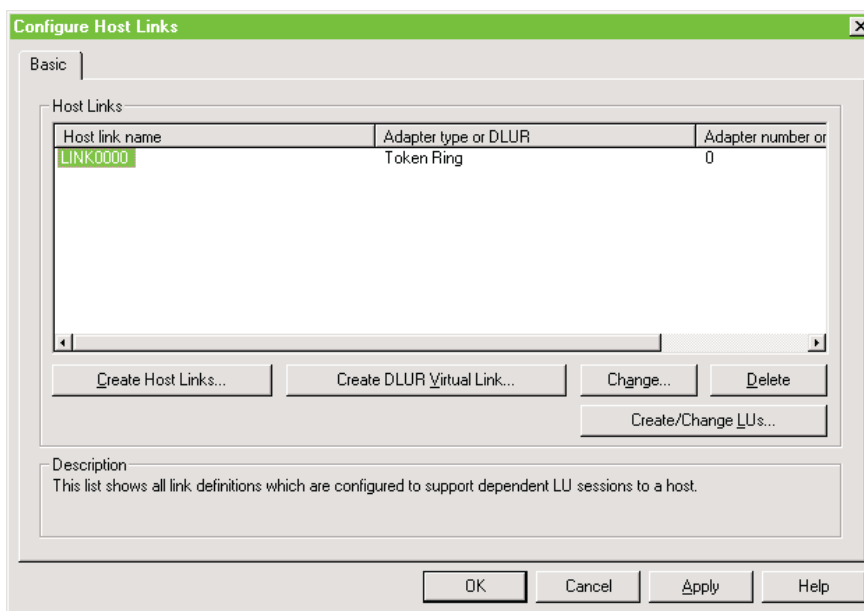 Configure Host Links
Basic
Host Links
Host link name Adapter type or DLUR Adapter number or
LINK0000 Token Ring 0
Create Host Links... Create DLUR Virtual Link... Change... Delete
Create/Change LUs...
Description
This list shows all link definitions which are configured to support dependent LU sessions to a host.
OK Cancel Apply Help